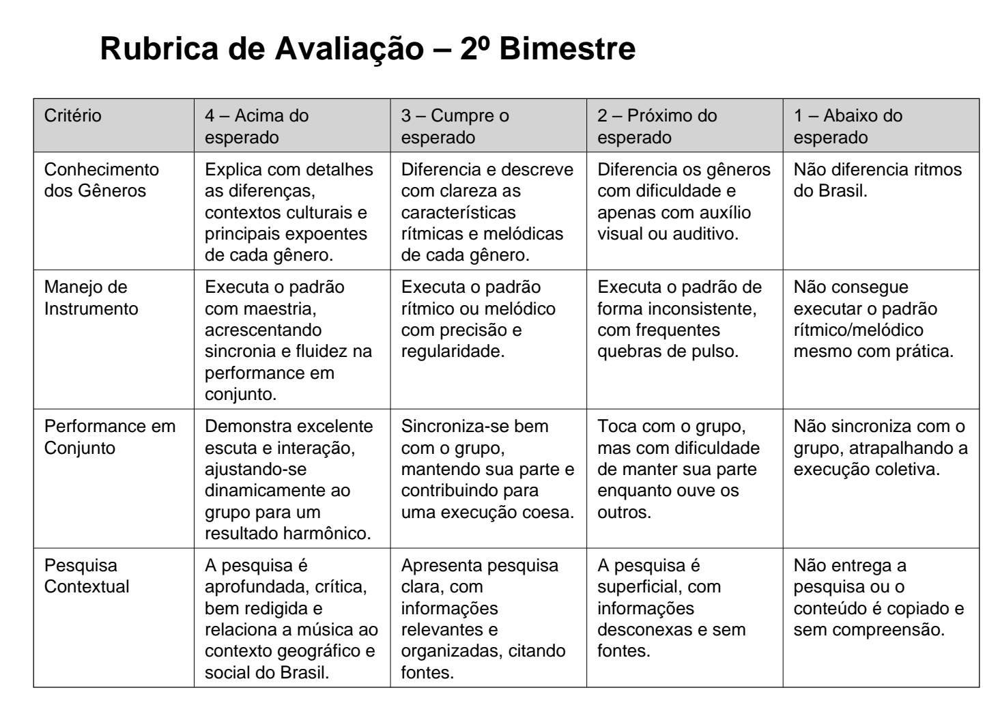 Rubrica de Avaliação – 2º Bimestre
Critério
4 – Acima do
esperado
3 – Cumpre o
esperado
2 – Próximo do
esperado
1 – Abaixo do
esperado
Conhecimento
dos Gêneros
Explica com detalhes
as diferenças,
contextos culturais e
principais expoentes
de cada gênero.
Diferencia e descreve
com clareza as
características
rítmicas e melódicas
de cada gênero.
Diferencia os gêneros
com dificuldade e
apenas com auxílio
visual ou auditivo.
Não diferencia ritmos
do Brasil.
Manejo de
Instrumento
Executa o padrão
com maestria,
acrescentando
sincronia e fluidez na
performance em
conjunto.
Executa o padrão
rítmico ou melódico
com precisão e
regularidade.
Executa o padrão de
forma inconsistente,
com frequentes
quebras de pulso.
Não consegue
executar o padrão
rítmico/melódico
mesmo com prática.
Performance em
Conjunto
Demonstra excelente
escuta e interação,
ajustando-se
dinamicamente ao
grupo para um
resultado harmônico.
Sincroniza-se bem
com o grupo,
mantendo sua parte e
contribuindo para
uma execução coesa.
Toca com o grupo,
mas com dificuldade
de manter sua parte
enquanto ouve os
outros.
Não sincroniza com o
grupo, atrapalhando a
execução coletiva.
Pesquisa
Contextual
A pesquisa é
aprofundada, crítica,
bem redigida e
relaciona a música ao
contexto geográfico e
social do Brasil.
Apresenta pesquisa
clara, com
informações
relevantes e
organizadas, citando
fontes.
A pesquisa é
superficial, com
informações
desconexas e sem
fontes.
Não entrega a
pesquisa ou o
conteúdo é copiado e
sem compreensão.